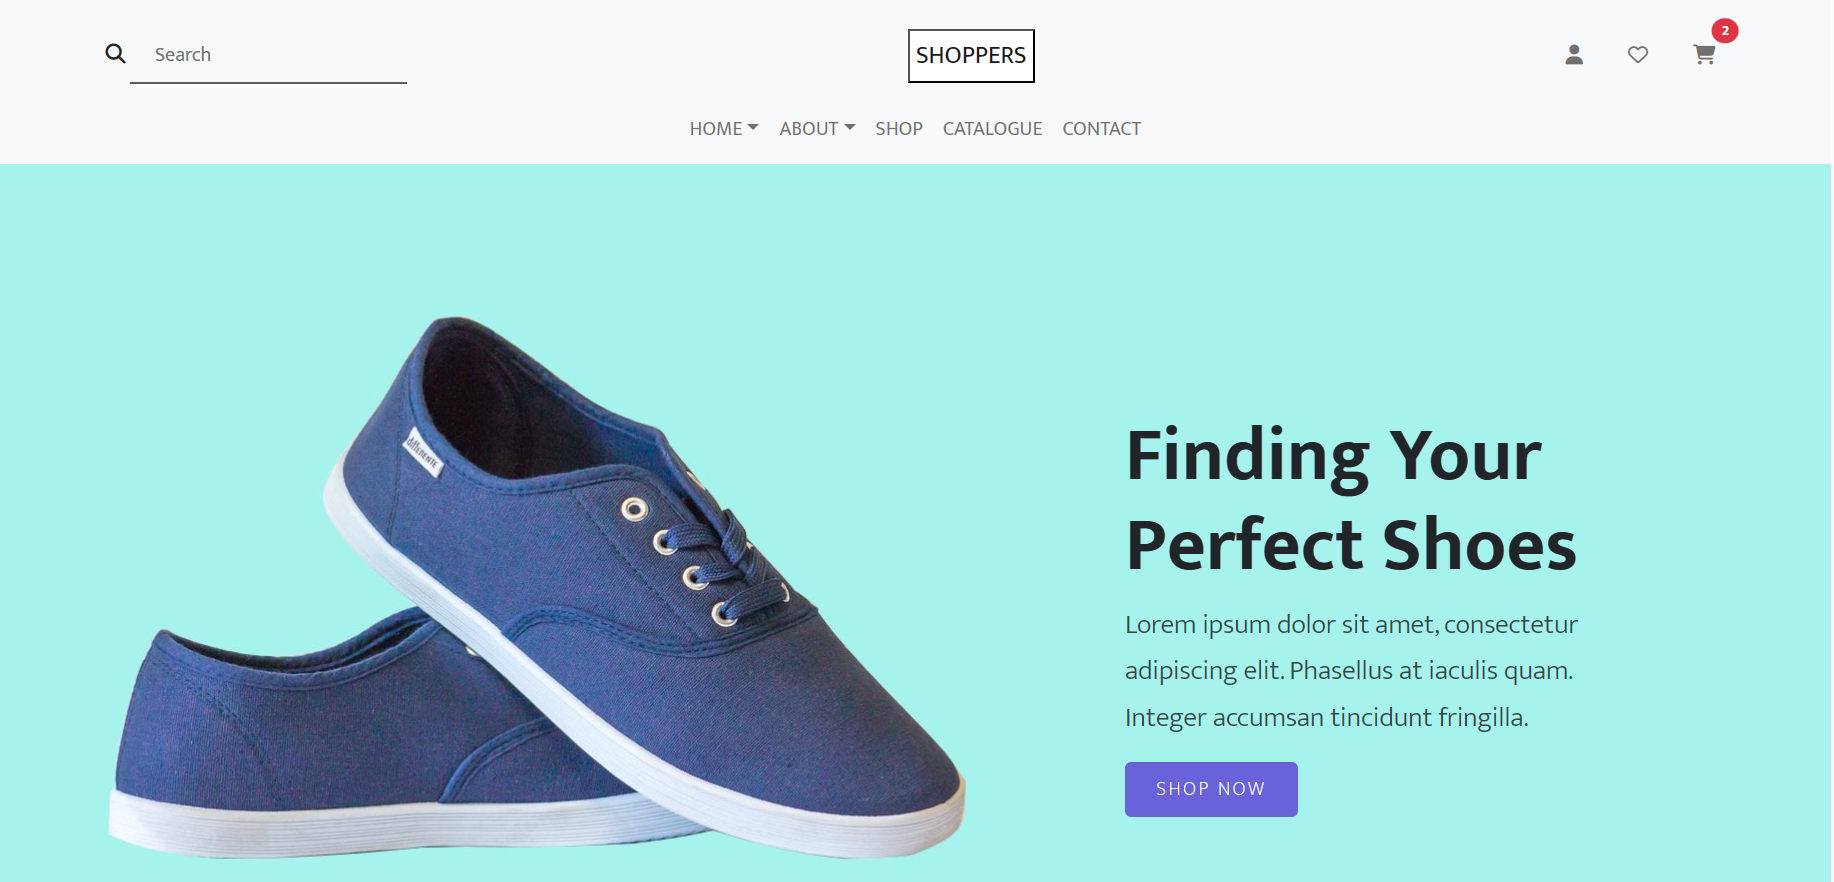 Search
SHOPPERS
2
HOME ABOUT SHOP CATALOGUE CONTACT
differente
Finding Your
Perfect Shoes
Lorem ipsum dolor sit amet, consectetur
adipiscing elit. Phasellus at iaculis quam.
Integer accumsan tincidunt fringilla.
SHOP NOW